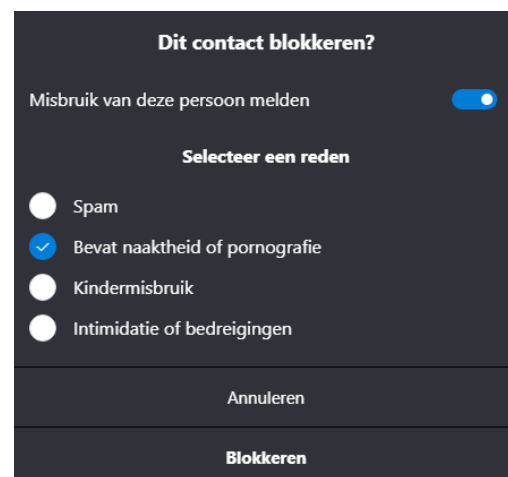 Dit contact blokkeren?
Misbruik van deze persoon melden
Selecteer een reden
Spam
Bevat naaktheid of pornografie
Kindermisbruik
Intimidatie of bedreigingen
Annuleren
Blokkeren